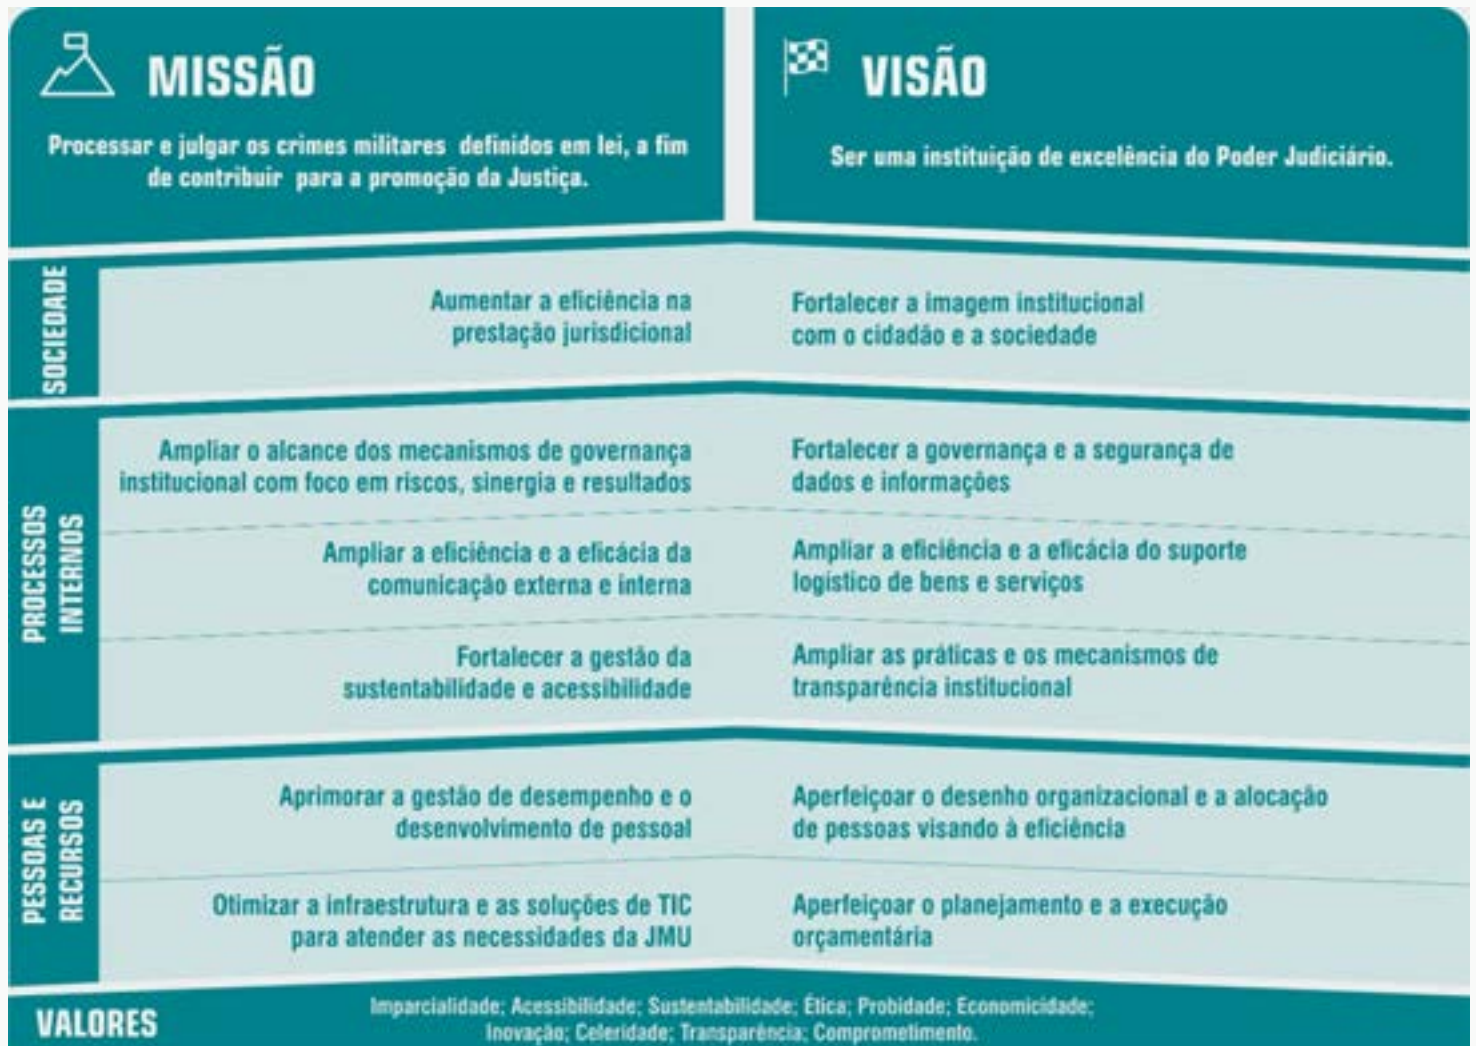 MISSÃO
Processar e julgar os crimes militares definidos em lei, a fim
de contribuir para a promoção da Justiça.
VISÃO
Ser uma instituição de excelência do Poder Judiciário.
SOCIEDADE
Aumentar a eficiência na
prestação jurisdicional
Fortalecer a imagem institucional
com o cidadão e a sociedade
PROCESSOS
INTERNOS
Ampliar o alcance dos mecanismos de governança
institucional com foco em riscos, sinergia e resultados
Fortalecer a governança e a segurança de
dados e informações
Ampliar a eficiência e a eficácia da
comunicação externa e interna
Ampliar a eficiência e a eficácia do suporte
logístico de bens e serviços
Fortalecer a gestão da
sustentabilidade e acessibilidade
Ampliar as práticas e os mecanismos de
transparência institucional
PESSOAS E
RECURSOS
Aprimorar a gestão de desempenho e o
desenvolvimento de pessoal
Aperfeiçoar o desenho organizacional e a alocação
de pessoas visando à eficiência
Otimizar a infraestrutura e as soluções de TIC
para atender as necessidades da JMU
Aperfeiçoar o planejamento e a execução
orçamentária
VALORES
Imparcialidade; Acessibilidade; Sustentabilidade; Ética; Probidade; Economicidade;
Inovação; Celeridade; Transparência; Comprometimento.